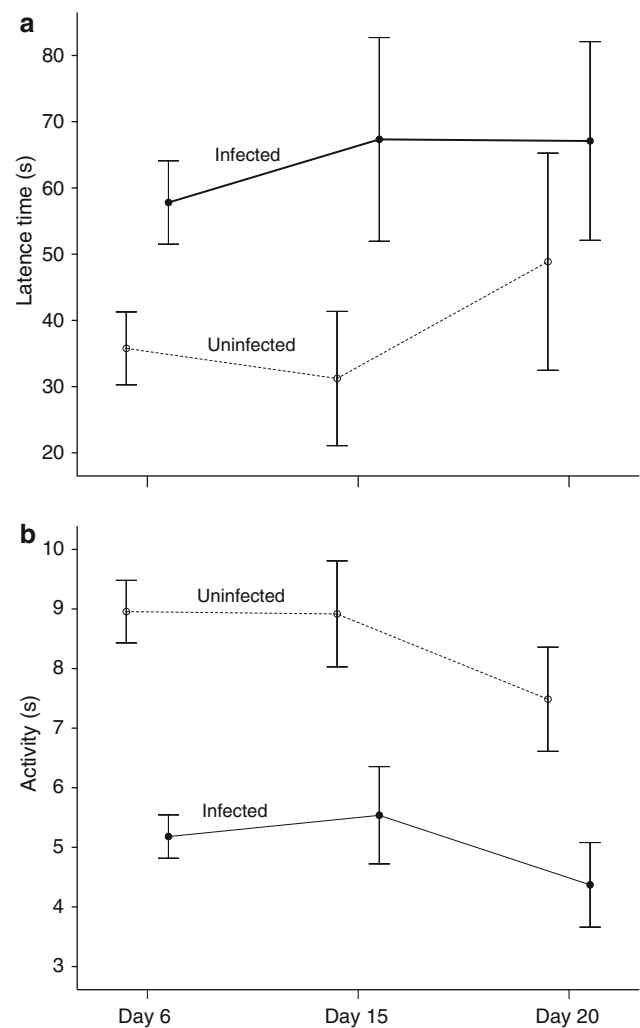 a
Latence time (s)
80
70
60
50
40
30
20
Infected
Uninfected
b
Activity (s)
10
9
8
7
6
5
4
3
Uninfected
Infected
Day 6
Day 15
Day 20